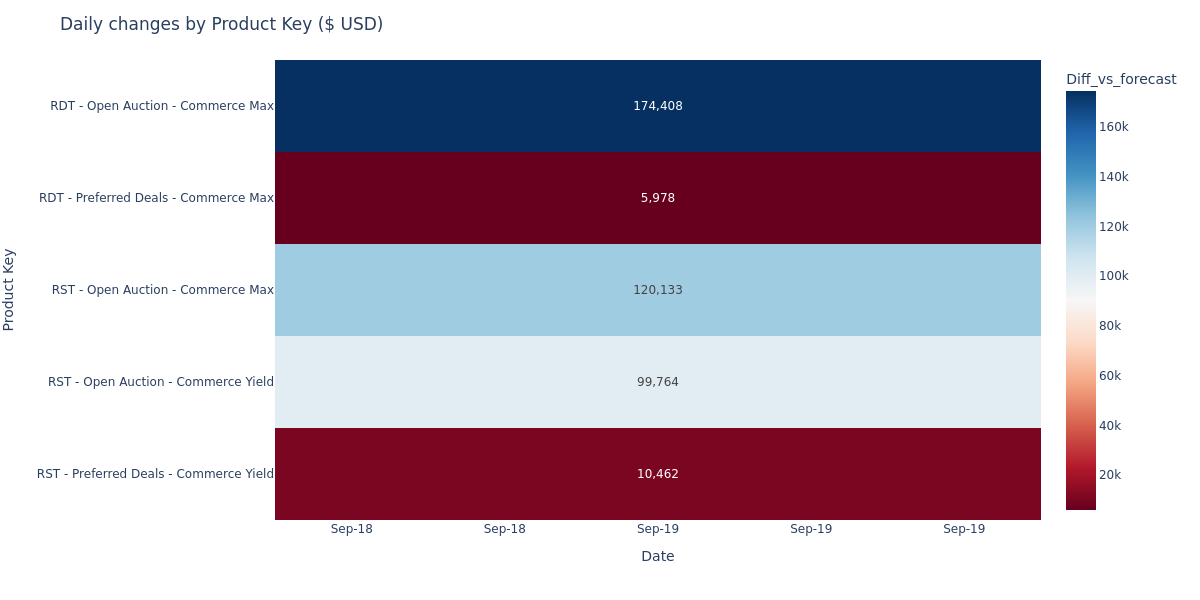 Daily changes by Product Key ($ USD)
Product Key
RDT - Open Auction - Commerce Max
174,408
RDT - Preferred Deals - Commerce Max
5,978
RST - Open Auction - Commerce Max
120,133
RST - Open Auction - Commerce Yield
99,764
RST - Preferred Deals - Commerce Yield
10,462
Sep-18 Sep-18 Sep-19 Sep-19 Sep-19
Date
Diff_vs_forecast
160k
140k
120k
100k
80k
60k
40k
20k